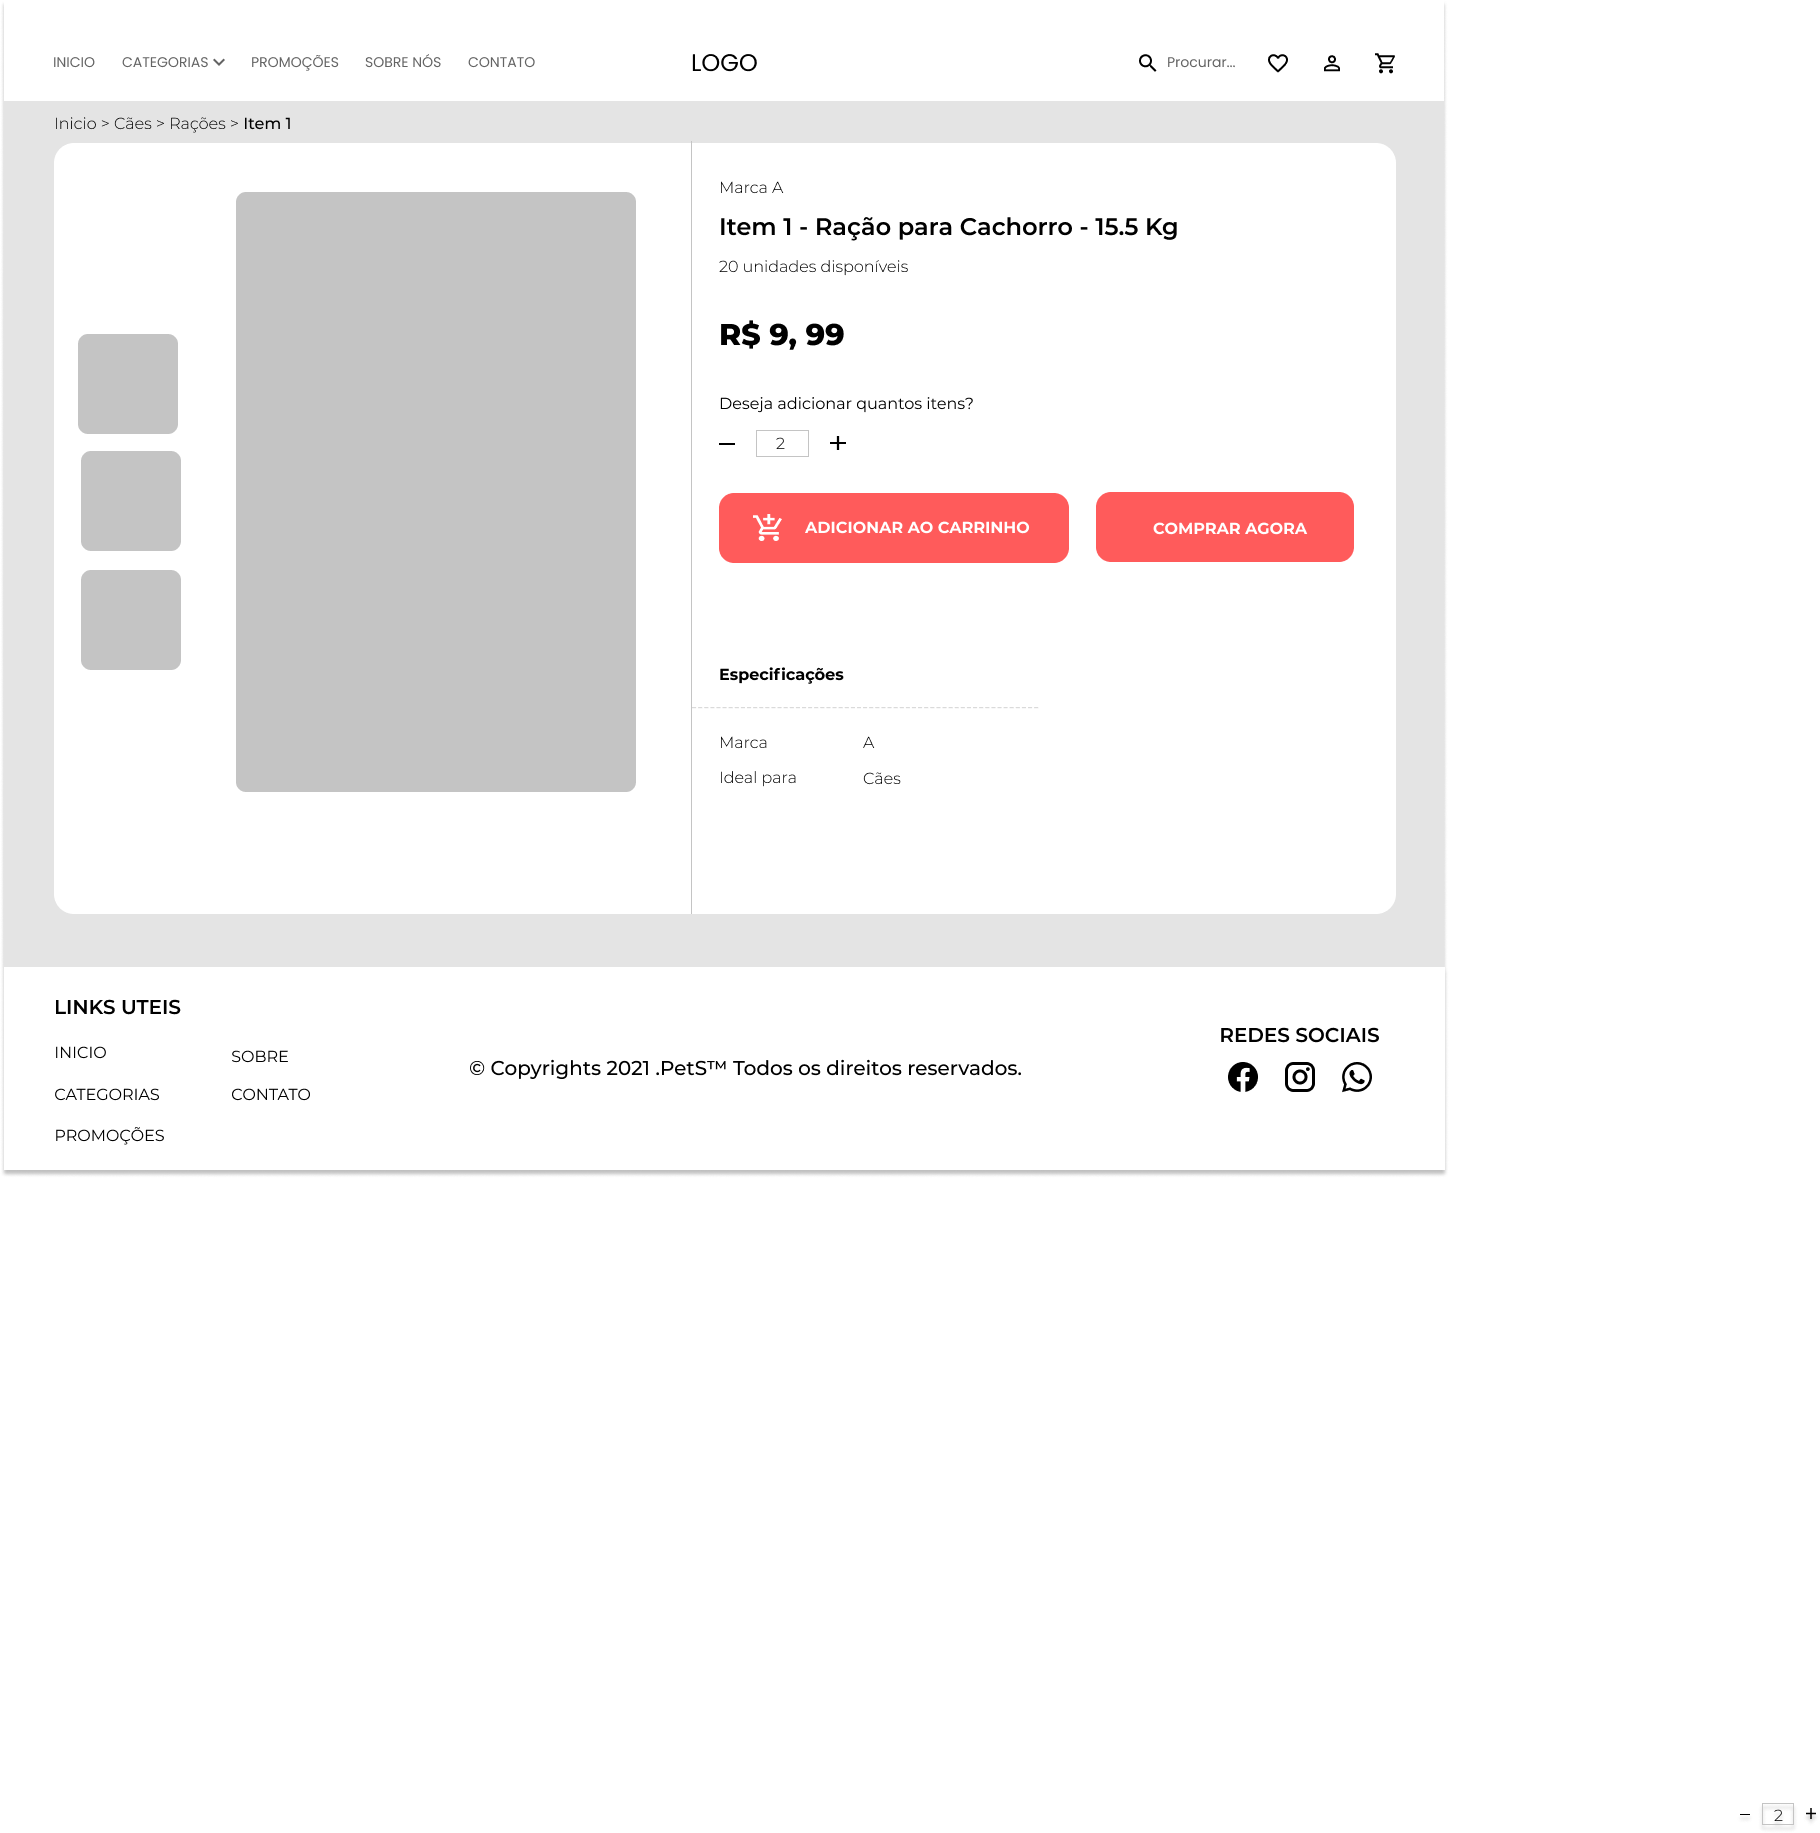 INICIO CATEGORIAS PROMOÇÕES SOBRE NÓS CONTATO LOGO Procurar...
Inicio > Cães > Rações > Item 1
Marca A
Item 1 - Ração para Cachorro - 15.5 Kg
20 unidades disponíveis
R$ 9, 99
Deseja adicionar quantos itens?
2
ADICIONAR AO CARRINHO COMPRAR AGORA
Especificações
Marca A
Ideal para Cães
LINKS UTEIS
INICIO SOBRE
CATEGORIAS CONTATO
PROMOÇÕES
© Copyrights 2021 .PetS™ Todos os direitos reservados.
REDES SOCIAIS
2